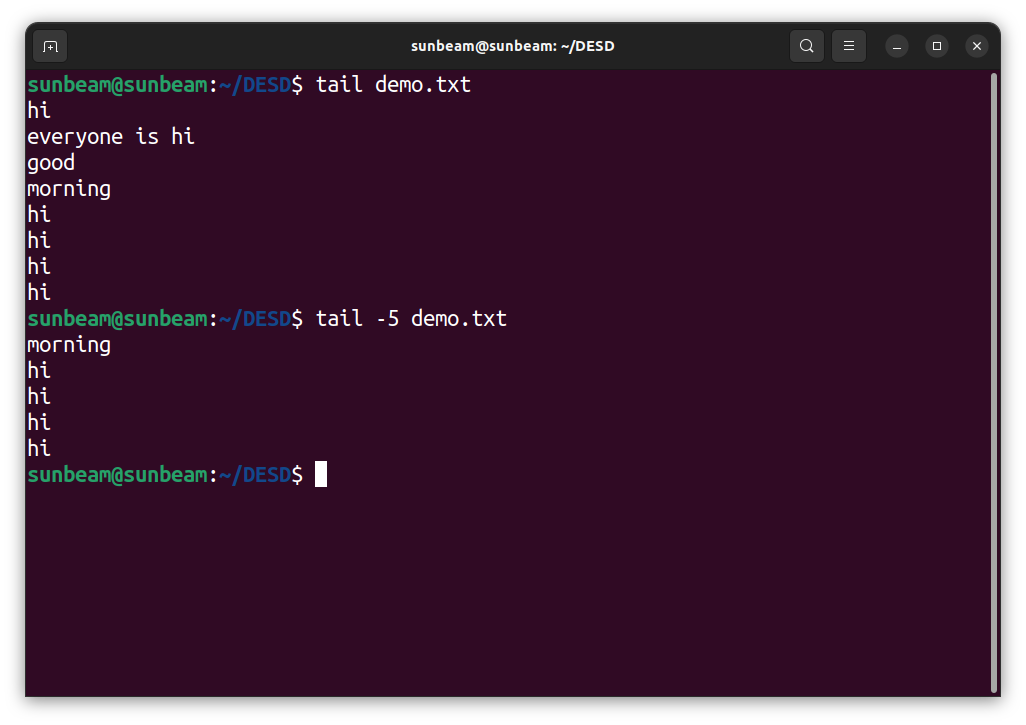 sunbeam@sunbeam: ~/DESD
sunbeam@sunbeam:~/DESD$ tail demo.txt
hi
everyone is hi
good
morning
hi
hi
hi
hi
sunbeam@sunbeam:~/DESD$ tail -5 demo.txt
morning
hi
hi
hi
hi
sunbeam@sunbeam:~/DESD$